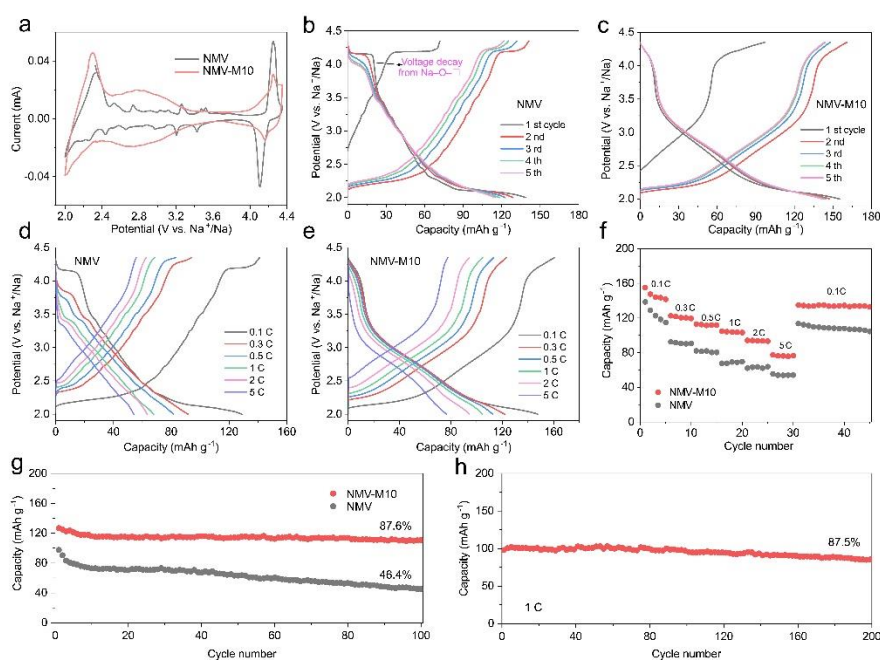 a
NMV
NMV-M10
0.04
0.00
-0.04
Current (mA)
2.0 2.4 2.8 3.2 3.6 4.0 4.4
Potential (V vs. Na⁺/Na)
b
Voltage decay
from Na–O–
NMV
1 st cycle
2 nd
3 rd
4 th
5 th
4.5
4.0
3.5
3.0
2.5
2.0
Potential (V vs. Na⁺/Na)
0 30 60 90 120 150 180
Capacity (mAh g⁻¹)
c
NMV-M10
1 st cycle
2 nd
3 rd
4 th
5 th
4.5
4.0
3.5
3.0
2.5
2.0
Potential (V vs. Na⁺/Na)
0 30 60 90 120 150 180
Capacity (mAh g⁻¹)
d
NMV
0.1 C
0.3 C
0.5 C
1 C
2 C
5 C
4.5
4.0
3.5
3.0
2.5
2.0
Potential (V vs. Na⁺/Na)
0 40 80 120 160
Capacity (mAh g⁻¹)
e
NMV-M10
0.1 C
0.3 C
0.5 C
1 C
2 C
5 C
4.5
4.0
3.5
3.0
2.5
2.0
Potential (V vs. Na⁺/Na)
0 40 80 120 160 180
Capacity (mAh g⁻¹)
f
0.1C
0.3C
0.5C
1C
2C
5C
0.1C
NMV-M10
NMV
200
160
120
80
40
0
Capacity (mAh g⁻¹)
0 10 20 30 40
Cycle number
g
NMV-M10
NMV
87.6%
46.4%
200
160
120
80
40
0
Capacity (mAh g⁻¹)
0 20 40 60 80 100
Cycle number
h
87.5%
1 C
200
150
100
50
0
Capacity (mAh g⁻¹)
0 40 80 120 160 200
Cycle number